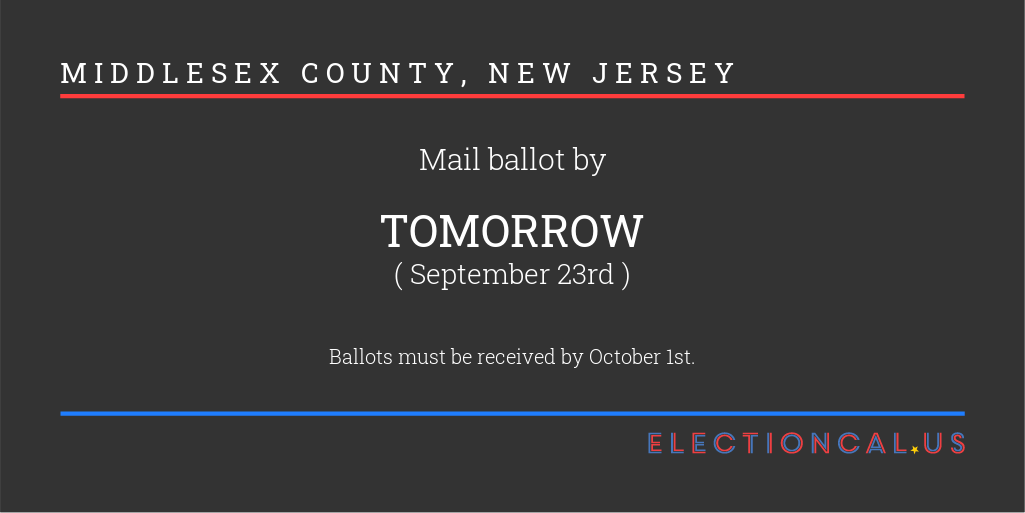 MIDDLESEX COUNTY, NEW JERSEY
Mail ballot by
TOMORROW
( September 23rd )
Ballots must be received by October 1st.
ELECTIONCAL.US